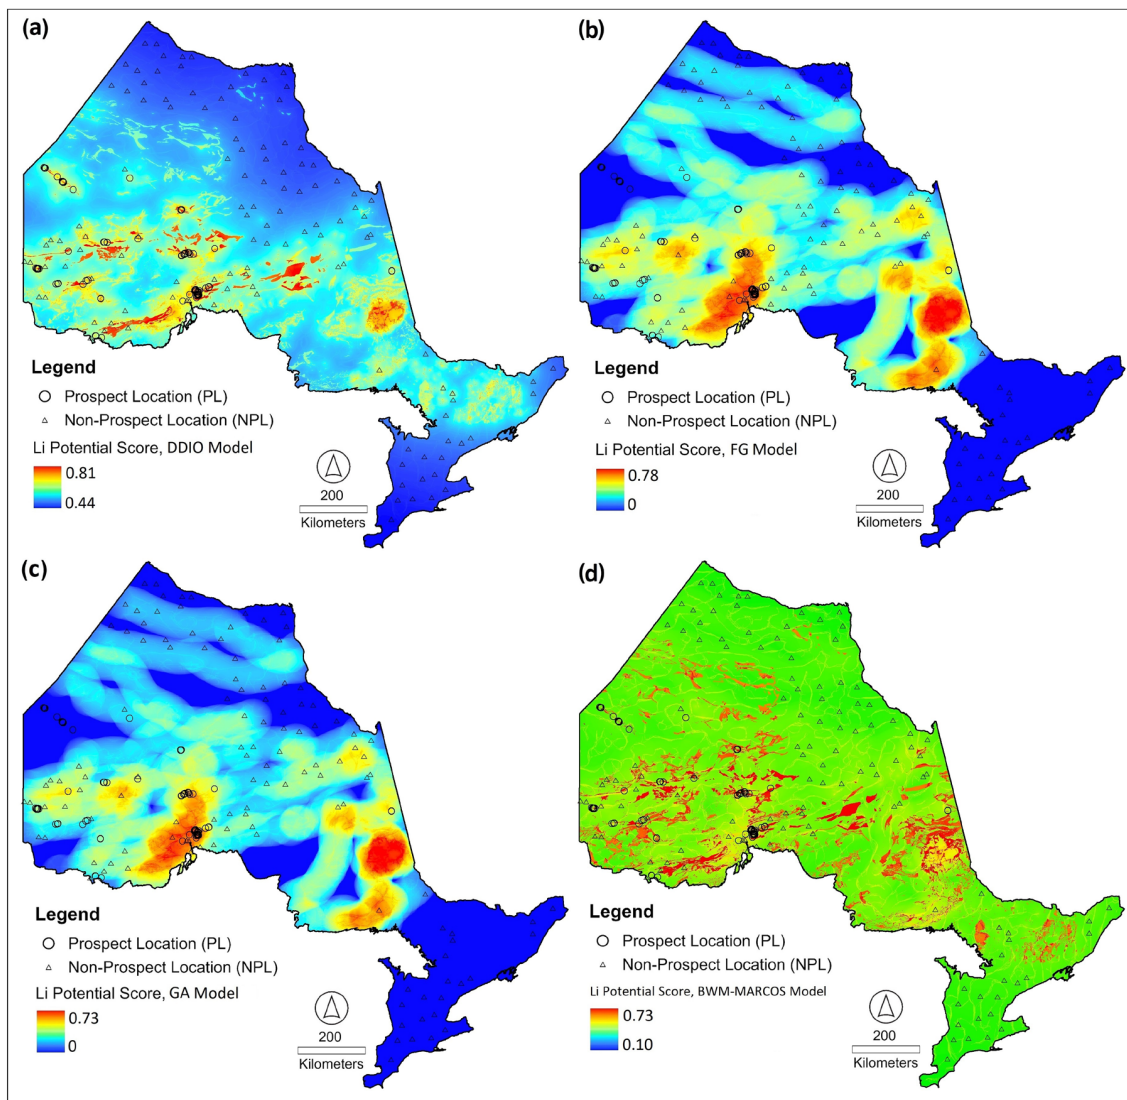 (a)
Legend
Prospect Location (PL)
Non-Prospect Location (NPL)
Li Potential Score, DDIO Model
0.81
0.44
200
Kilometers
(b)
Legend
Prospect Location (PL)
Non-Prospect Location (NPL)
Li Potential Score, FG Model
0.78
0
200
Kilometers
(c)
Legend
Prospect Location (PL)
Non-Prospect Location (NPL)
Li Potential Score, GA Model
0.73
0
200
Kilometers
(d)
Legend
Prospect Location (PL)
Non-Prospect Location (NPL)
Li Potential Score, BWM-MARCOS Model
0.73
0.10
200
Kilometers